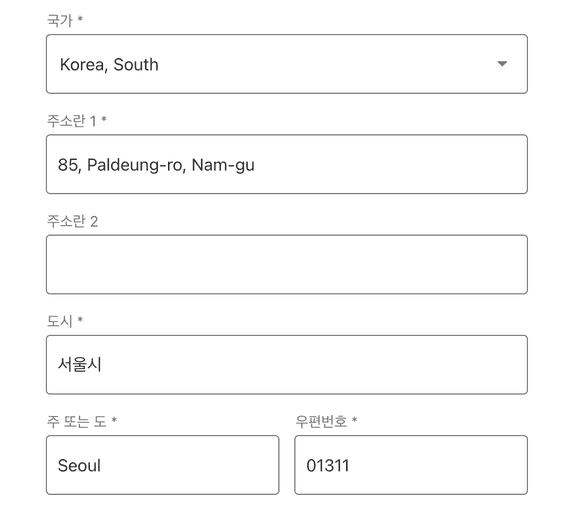 국가 *
Korea, South
주소란 1 *
85, Paldeung-ro, Nam-gu
주소란 2
도시 *
서울시
주 또는 도 *
우편번호 *
Seoul
01311